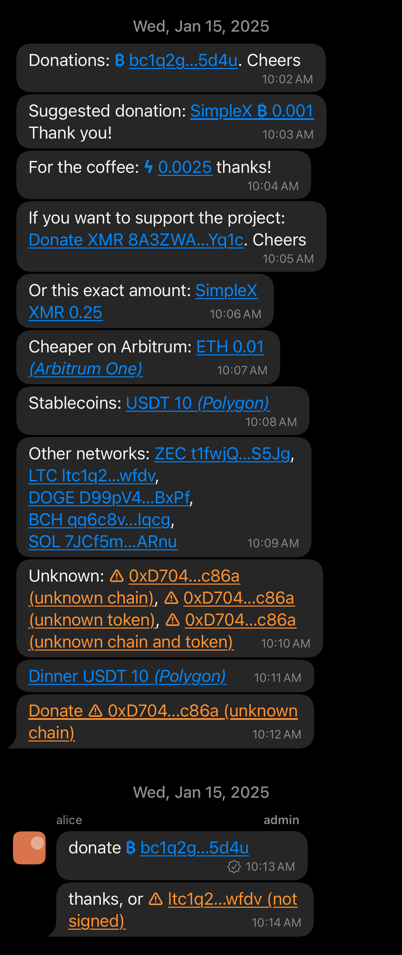 Wed, Jan 15, 2025
Donations: ₿ bc1q2g...5d4u. Cheers
10:02 AM
Suggested donation: SimpleX ₿ 0.001
Thank you!
10:03 AM
For the coffee: ϟ 0.0025 thanks!
10:04 AM
If you want to support the project:
Donate XMR 8A3ZWA...Yq1c. Cheers
10:05 AM
Or this exact amount: SimpleX
XMR 0.25
10:06 AM
Cheaper on Arbitrum: ETH 0.01
(Arbitrum One)
10:07 AM
Stablecoins: USDT 10 (Polygon)
10:08 AM
Other networks: ZEC t1fwjQ...S5Jg,
LTC ltc1q2...wfdv,
DOGE D99pV4...BxPf,
BCH qq6c8v...lqcg,
SOL 7JCf5m...ARnu
10:09 AM
Unknown: ⚠ 0xD704...c86a
(unknown chain), ⚠ 0xD704...c86a
(unknown token), ⚠ 0xD704...c86a
(unknown chain and token)
10:10 AM
Dinner USDT 10 (Polygon)
10:11 AM
Donate ⚠ 0xD704...c86a (unknown
chain)
10:12 AM
Wed, Jan 15, 2025
alice admin
donate ₿ bc1q2g...5d4u
10:13 AM
thanks, or ⚠ ltc1q2...wfdv (not
signed)
10:14 AM